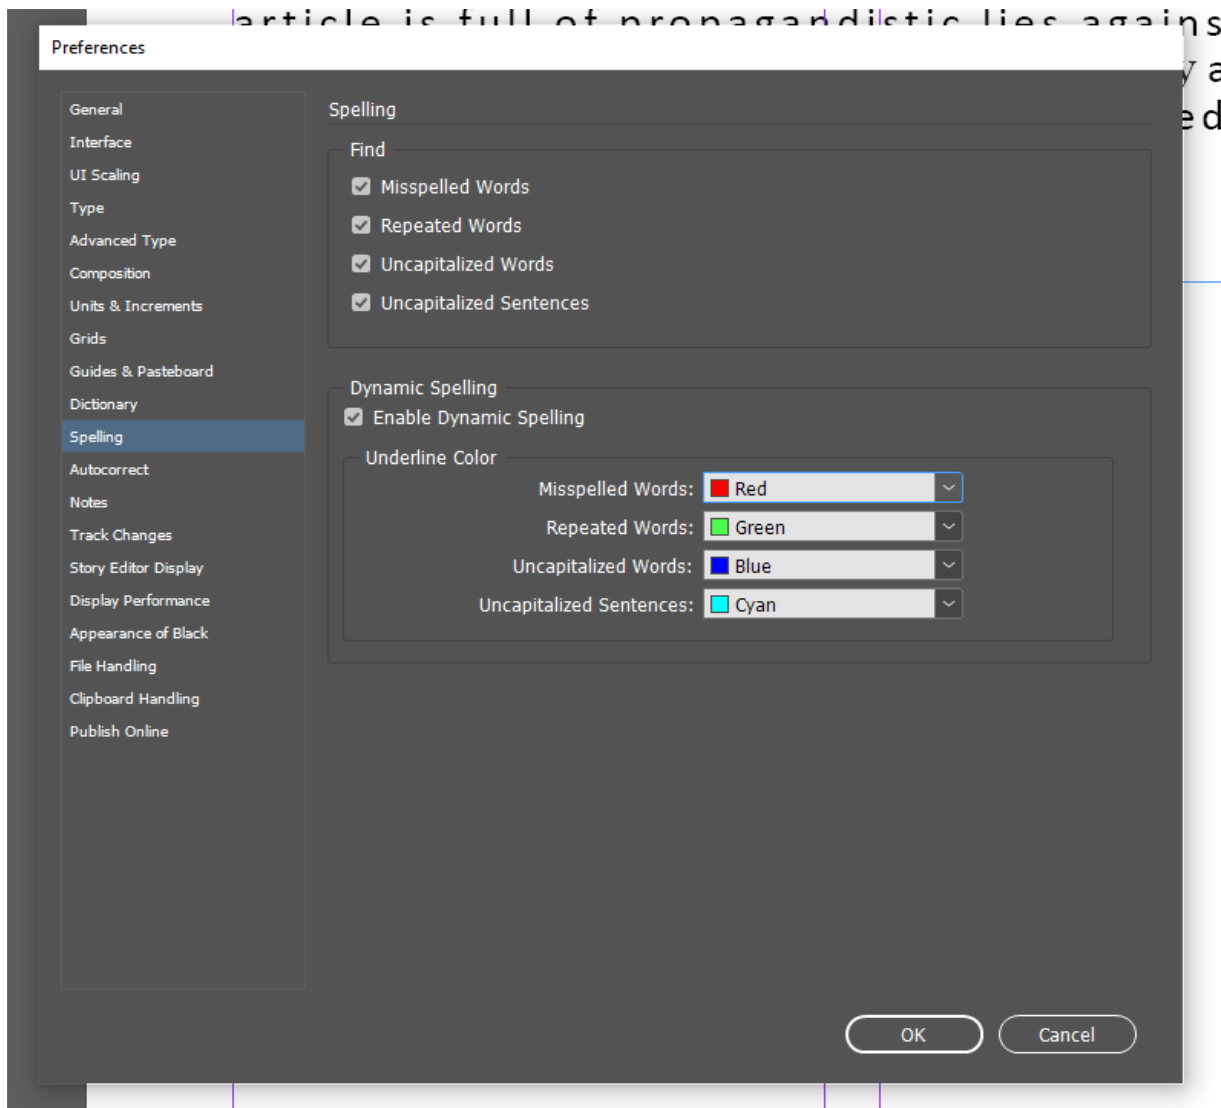 article is full of propagandistic lies agains
Preferences
y a
ed
General
Interface
UI Scaling
Type
Advanced Type
Composition
Units & Increments
Grids
Guides & Pasteboard
Dictionary
Spelling
Autocorrect
Notes
Track Changes
Story Editor Display
Display Performance
Appearance of Black
File Handling
Clipboard Handling
Publish Online
Spelling
Find
Misspelled Words
Repeated Words
Uncapitalized Words
Uncapitalized Sentences
Dynamic Spelling
Enable Dynamic Spelling
Underline Color
Misspelled Words: Red
Repeated Words: Green
Uncapitalized Words: Blue
Uncapitalized Sentences: Cyan
OK Cancel